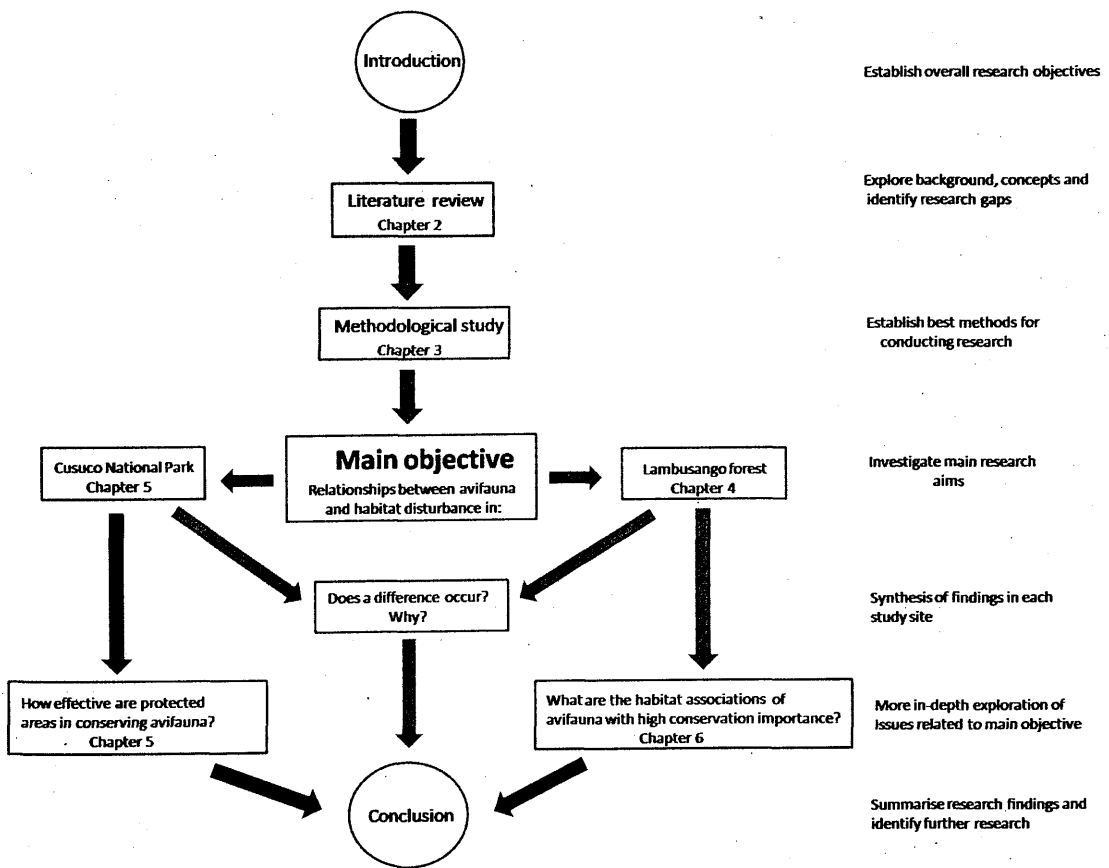 Introduction
Establish overall research objectives
Literature review
Chapter 2
Explore background, concepts and
identify research gaps
Methodological study
Chapter 3
Establish best methods for
conducting research
Cusuco National Park
Chapter 5
Main objective
Relationships between avifauna
and habitat disturbance in:
Lambusango forest
Chapter 4
Investigate main research
aims
Does a difference occur?
Why?
Synthesis of findings in each
study site
How effective are protected
areas in conserving avifauna?
Chapter 5
What are the habitat associations of
avifauna with high conservation importance?
Chapter 6
More in-depth exploration of
issues related to main objective
Conclusion
Summarise research findings and
identify further research